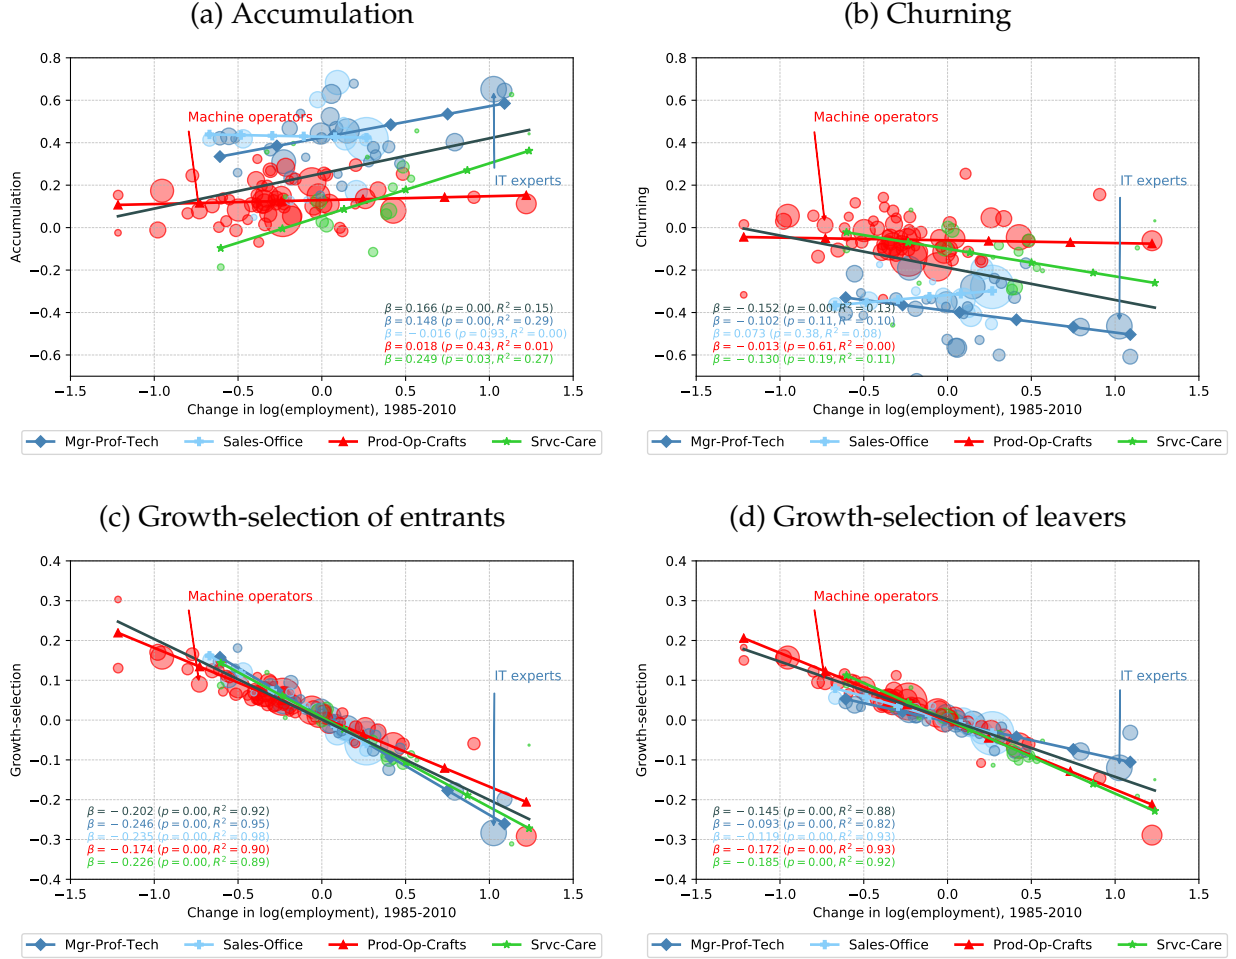 (a) Accumulation
0.8
0.6
0.4
0.2
0.0
−0.2
−0.4
−0.6
Accumulation
Machine operators
IT experts
β = 0.166 (p = 0.00, R² = 0.15)
β = 0.148 (p = 0.00, R² = 0.29)
β = −0.016 (p = 0.93, R² = 0.00)
β = 0.018 (p = 0.43, R² = 0.01)
β = 0.249 (p = 0.03, R² = 0.27)
−1.5 −1.0 −0.5 0.0 0.5 1.0 1.5
Change in log(employment), 1985-2010
Mgr-Prof-Tech Sales-Office Prod-Op-Crafts Srvc-Care
(b) Churning
0.8
0.6
0.4
0.2
0.0
−0.2
−0.4
−0.6
Churning
Machine operators
IT experts
β = −0.152 (p = 0.00, R² = 0.13)
β = −0.102 (p = 0.11, R² = 0.10)
β = 0.073 (p = 0.38, R² = 0.08)
β = −0.013 (p = 0.61, R² = 0.00)
β = −0.130 (p = 0.19, R² = 0.11)
−1.5 −1.0 −0.5 0.0 0.5 1.0 1.5
Change in log(employment), 1985-2010
Mgr-Prof-Tech Sales-Office Prod-Op-Crafts Srvc-Care
(c) Growth-selection of entrants
0.4
0.3
0.2
0.1
0.0
−0.1
−0.2
−0.3
−0.4
Growth-selection
Machine operators
IT experts
β = −0.202 (p = 0.00, R² = 0.92)
β = −0.246 (p = 0.00, R² = 0.95)
β = −0.235 (p = 0.00, R² = 0.98)
β = −0.174 (p = 0.00, R² = 0.90)
β = −0.226 (p = 0.00, R² = 0.89)
−1.5 −1.0 −0.5 0.0 0.5 1.0 1.5
Change in log(employment), 1985-2010
Mgr-Prof-Tech Sales-Office Prod-Op-Crafts Srvc-Care
(d) Growth-selection of leavers
0.4
0.3
0.2
0.1
0.0
−0.1
−0.2
−0.3
−0.4
Growth-selection
Machine operators
IT experts
β = −0.145 (p = 0.00, R² = 0.88)
β = −0.093 (p = 0.00, R² = 0.82)
β = −0.119 (p = 0.00, R² = 0.93)
β = −0.172 (p = 0.00, R² = 0.93)
β = −0.185 (p = 0.00, R² = 0.92)
−1.5 −1.0 −0.5 0.0 0.5 1.0 1.5
Change in log(employment), 1985-2010
Mgr-Prof-Tech Sales-Office Prod-Op-Crafts Srvc-Care